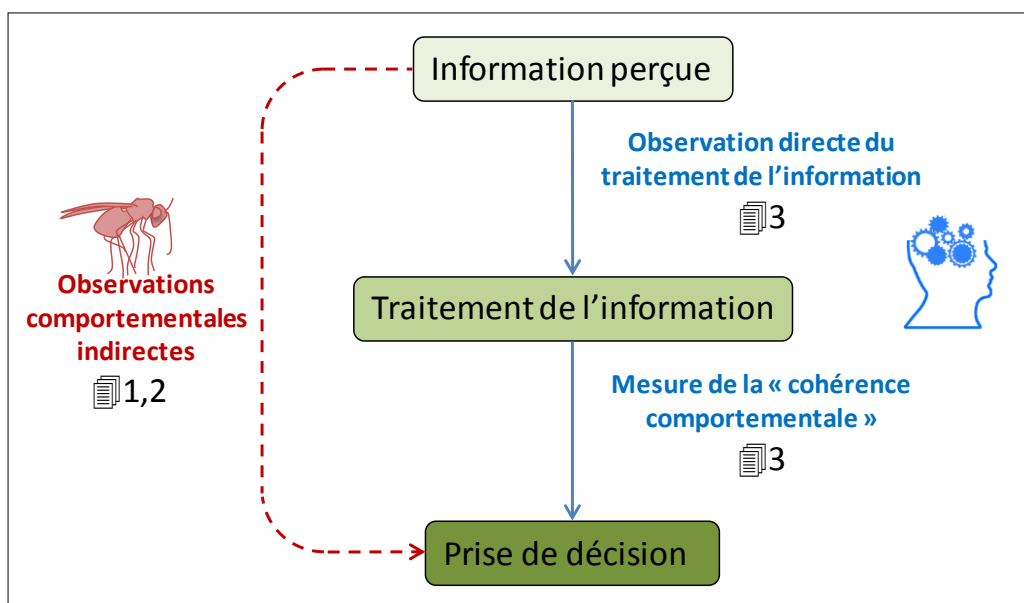 Information perçue
Observation directe du
traitement de l’information
3
Observations
comportementales
indirectes
1,2
Traitement de l’information
Mesure de la « cohérence
comportementale »
3
Prise de décision